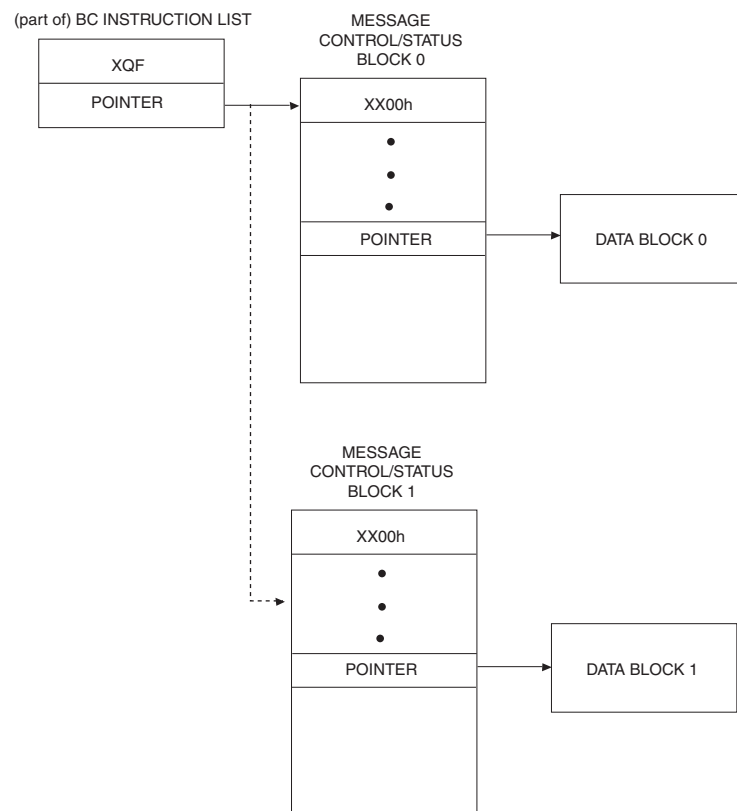 (part of) BC INSTRUCTION LIST
XQF
POINTER
MESSAGE
CONTROL/STATUS
BLOCK 0
XX00h
POINTER
DATA BLOCK 0
MESSAGE
CONTROL/STATUS
BLOCK 1
XX00h
POINTER
DATA BLOCK 1